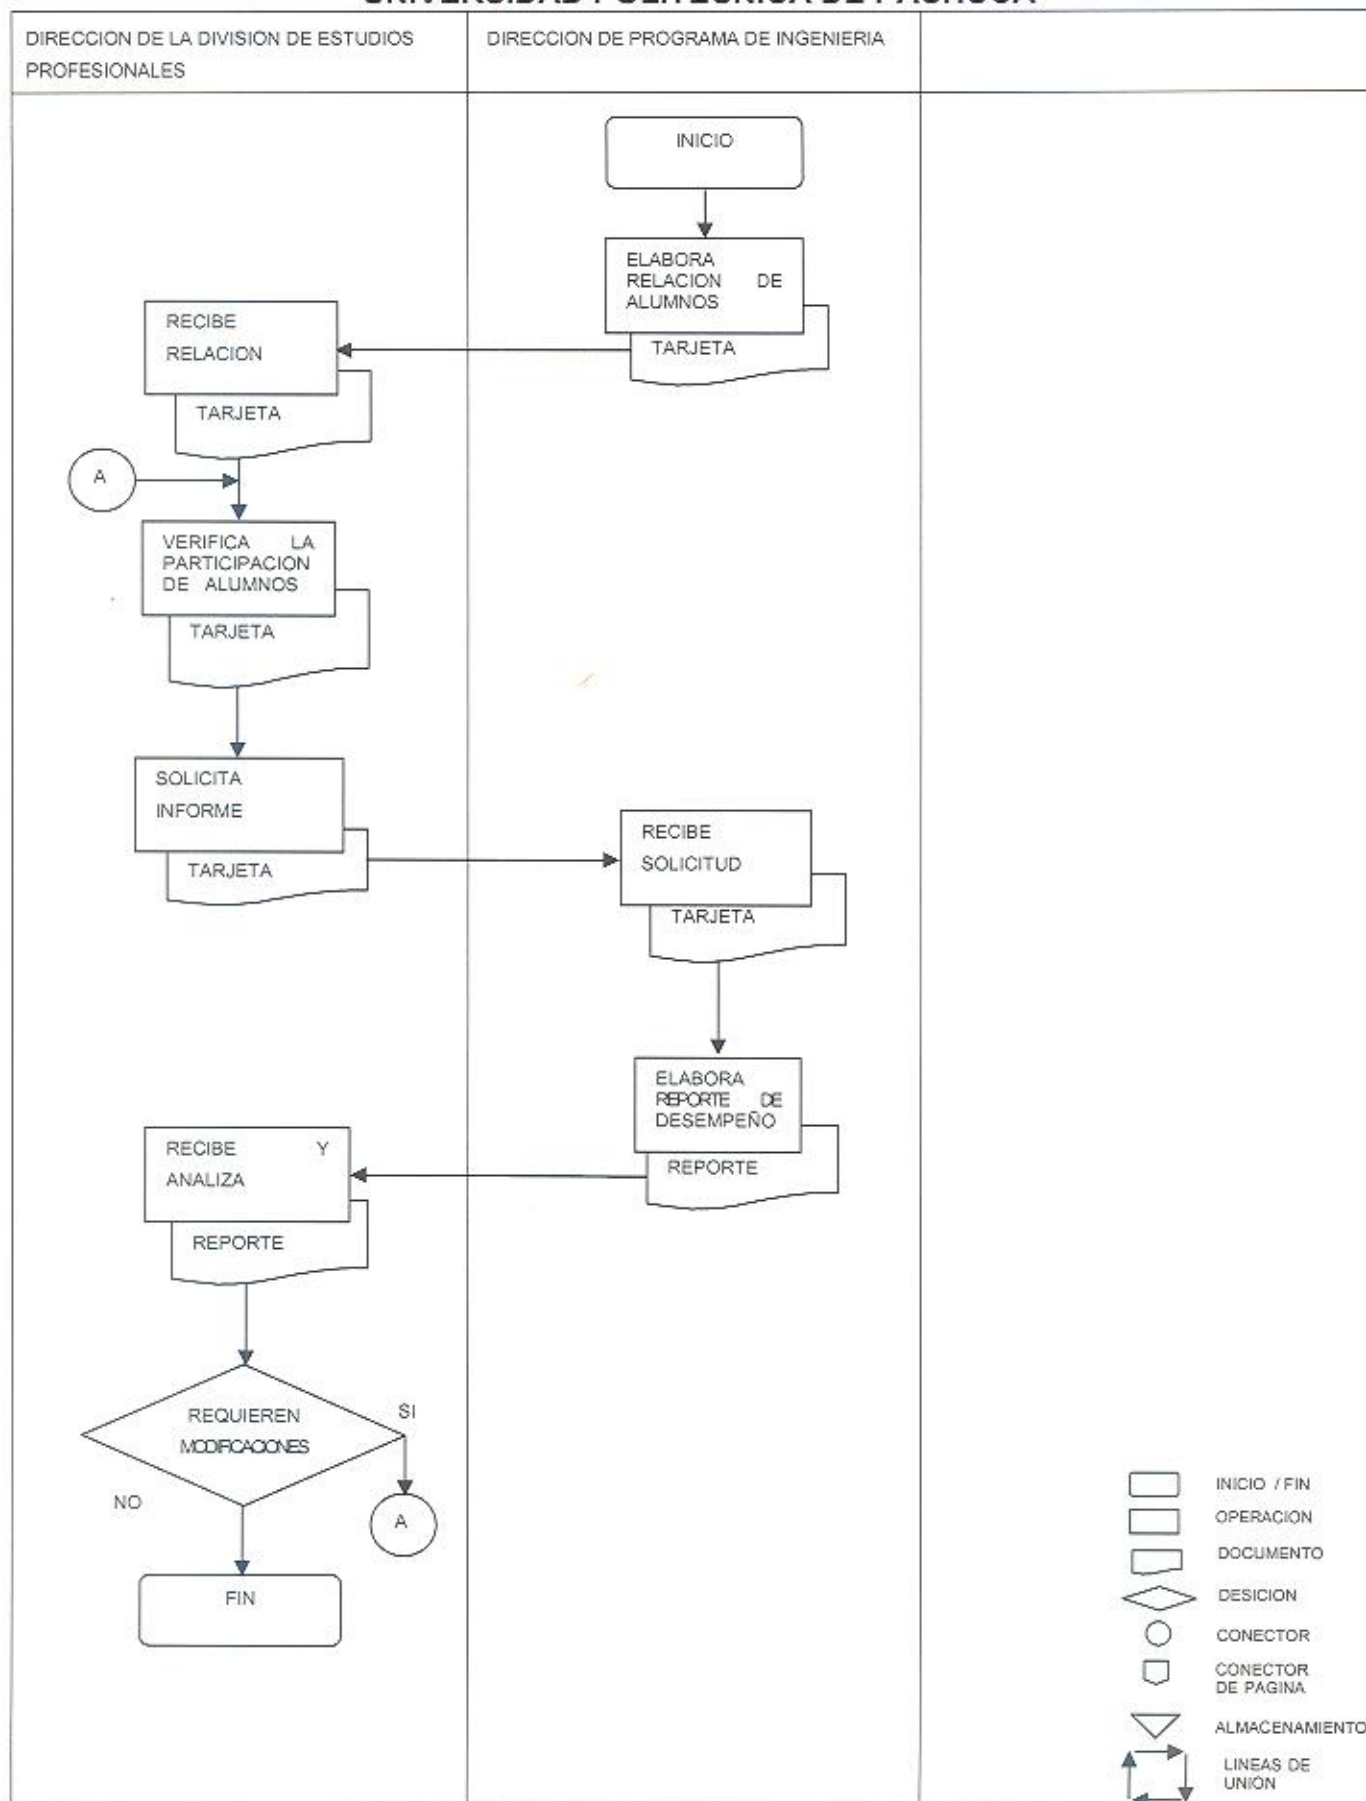 DIRECCION DE LA DIVISION DE ESTUDIOS
PROFESIONALES
DIRECCION DE PROGRAMA DE INGENIERIA
INICIO
ELABORA
RELACION DE
ALUMNOS
TARJETA
RECIBE
RELACION
TARJETA
A
VERIFICA LA
PARTICIPACION
DE ALUMNOS
TARJETA
SOLICITA
INFORME
TARJETA
RECIBE
SOLICITUD
TARJETA
ELABORA
REPORTE DE
DESEMPEÑO
REPORTE
RECIBE Y
ANALIZA
REPORTE
REQUIEREN
MODIFICACIONES
SI
NO
A
FIN
INICIO / FIN
OPERACION
DOCUMENTO
DESICION
CONECTOR
CONECTOR
DE PAGINA
ALMACENAMIENTO
LINEAS DE
UNION